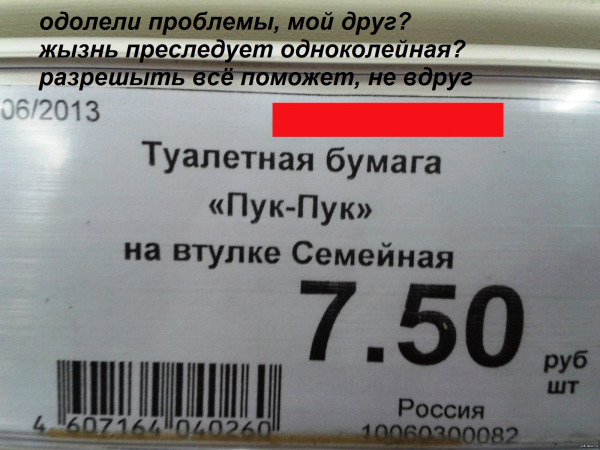 одолели проблемы, мой друг?
жызнь преследует одноколейная?
разрешыть всё поможет, не вдруг
06/2013
Туалетная бумага
«Пук-Пук»
на втулке Семейная
7.50
руб
шт
Россия
4 607164 040260
10060300082